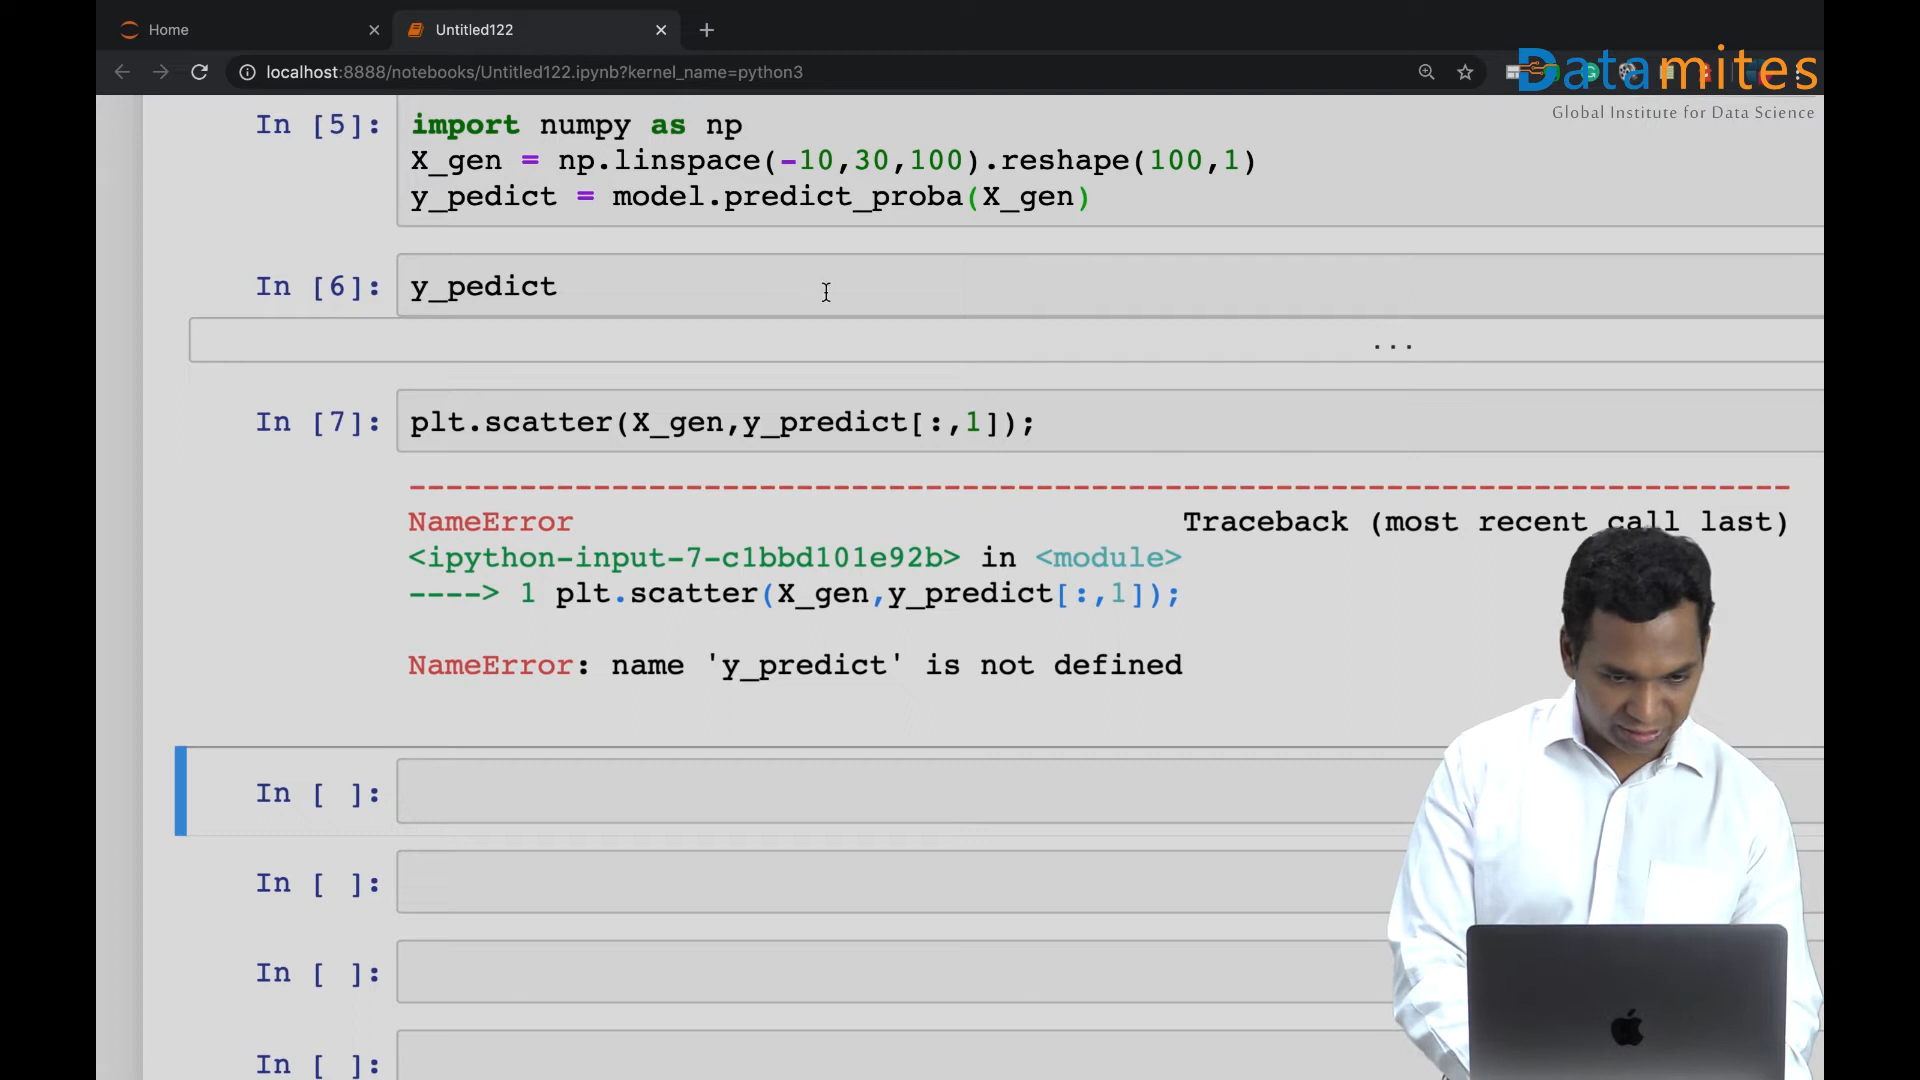 Home
Untitled122
localhost:8888/notebooks/Untitled122.ipynb?kernel_name=python3
Datamites
Global Institute for Data Science
In [5]: import numpy as np
X_gen = np.linspace(-10,30,100).reshape(100,1)
y_pedict = model.predict_proba(X_gen)
In [6]: y_pedict
...
In [7]: plt.scatter(X_gen,y_predict[:,1]);
---------------------------------------------------------------------------
NameError Traceback (most recent call last)
<ipython-input-7-c1bbd101e92b> in <module>
----> 1 plt.scatter(X_gen,y_predict[:,1]);
NameError: name 'y_predict' is not defined
In [ ]:
In [ ]:
In [ ]:
In [ ]: